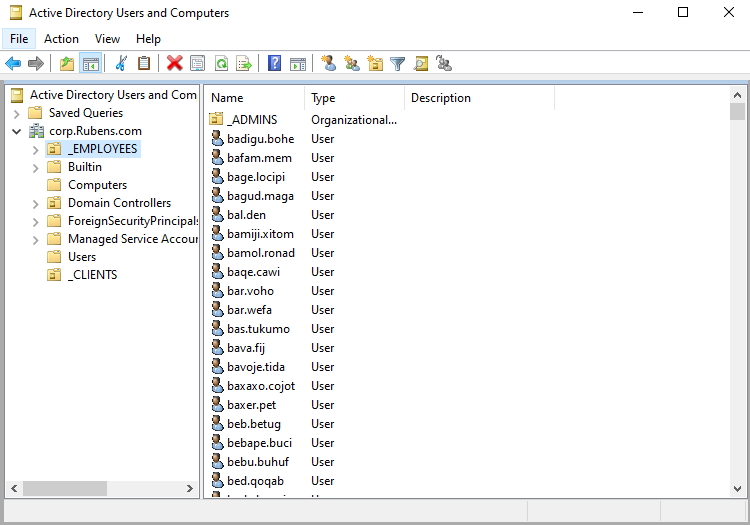 Active Directory Users and Computers
File Action View Help
Active Directory Users and Com
Saved Queries
corp.Rubens.com
_EMPLOYEES
Builtin
Computers
Domain Controllers
ForeignSecurityPrincipals
Managed Service Accour
Users
_CLIENTS
Name Type Description
_ADMINS Organizational...
badigu.bohe User
bafam.mem User
bage.locipi User
bagud.maga User
bal.den User
bamiji.xitom User
bamol.ronad User
baqe.cawi User
bar.voho User
bar.wefa User
bas.tukumo User
bava.fij User
bavoje.tida User
baxaxo.cojot User
baxer.pet User
beb.betug User
bebape.buci User
bebu.buhuf User
bed.qoqab User